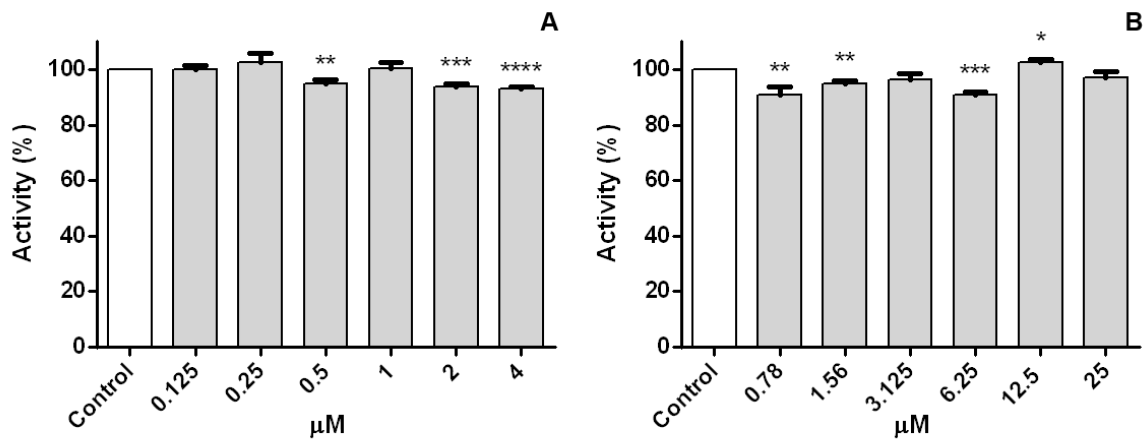 A
Activity (%)
100
80
60
40
20
0
** *** ****
Control 0.125 0.25 0.5 1 2 4
μM
B
Activity (%)
100
80
60
40
20
0
** ** *** *
Control 0.78 1.56 3.125 6.25 12.5 25
μM